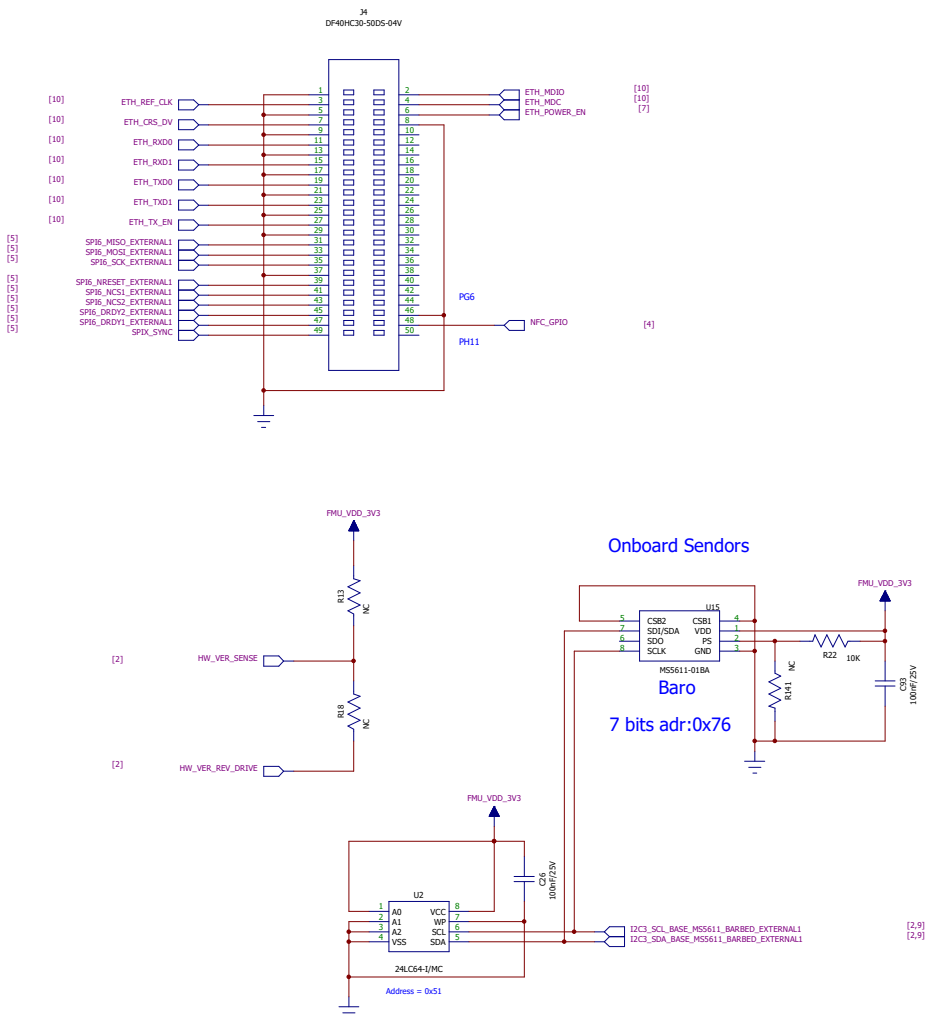 J4
DF40HC30-50DS-04V
1 2
[10] ETH_REF_CLK 3 4
5 6
[10] ETH_CRS_DV 7 8
9 10
[10] ETH_RXD0 11 12
13 14
[10] ETH_RXD1 15 16
17 18
[10] ETH_TXD0 19 20
21 22
[10] ETH_TXD1 23 24
25 26
[10] ETH_TX_EN 27 28
29 30
[5] SPI6_MISO_EXTERNAL1 31 32
[5] SPI6_MOSI_EXTERNAL1 33 34
[5] SPI6_SCK_EXTERNAL1 35 36
37 38
[5] SPI6_NRESET_EXTERNAL1 39 40
[5] SPI6_NCS1_EXTERNAL1 41 42
[5] SPI6_NCS2_EXTERNAL1 43 44
[5] SPI6_DRDY2_EXTERNAL1 45 46
[5] SPI6_DRDY1_EXTERNAL1 47 48
[5] SPIX_SYNC 49 50
ETH_MDIO [10]
ETH_MDC [10]
ETH_POWER_EN [7]
PG6
NFC_GPIO [4]
PH11
FMU_VDD_3V3
R13
NC
[2] HW_VER_SENSE
R18
NC
[2] HW_VER_REV_DRIVE
Onboard Sendors
FMU_VDD_3V3
U15
5 CSB2 CSB1 4
7 SDI/SDA VDD 1
6 SDO PS 2
8 SCLK GND 3
MS5611-01BA
R22 10K
R141
NC
C93
100nF/25V
Baro
7 bits adr:0x76
FMU_VDD_3V3
C26
100nF/25V
U2
1 A0 VCC 8
2 A1 WP 7
3 A2 SCL 6
4 VSS SDA 5
24LC64-I/MC
Address = 0x51
I2C3_SCL_BASE_MS5611_BARBED_EXTERNAL1 [2,9]
I2C3_SDA_BASE_MS5611_BARBED_EXTERNAL1 [2,9]